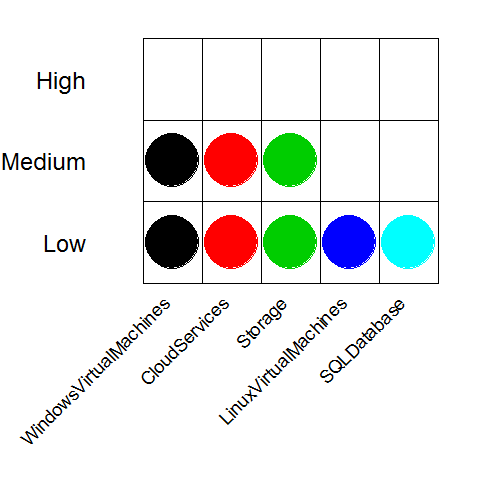 High
Medium
Low
WindowsVirtualMachines
CloudServices
Storage
LinuxVirtualMachines
SQLDatabase